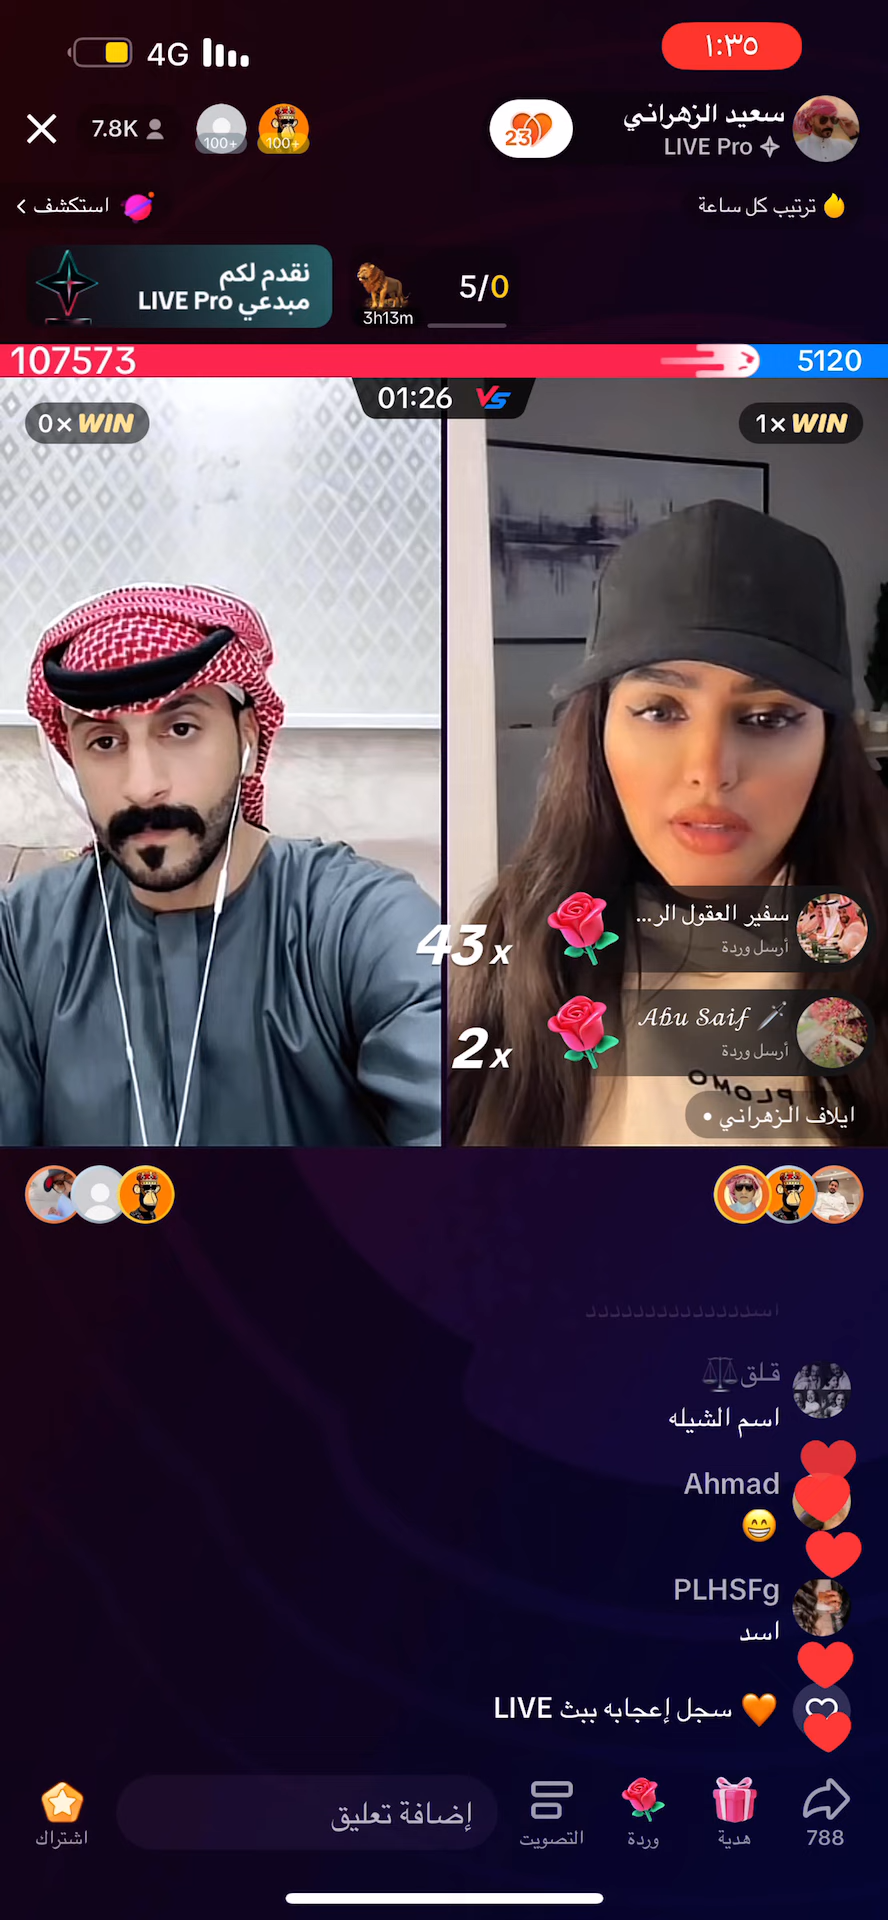 4G
١:٣٥
7.8K
100+
100+
23
سعيد الزهراني
LIVE Pro
استكشف
ترتيب كل ساعة
نقدم لكم
مبدعي LIVE Pro
3h13m
5/0
107573
5120
01:26 VS
0× WIN
1× WIN
سفير العقول الر...
أرسل وردة
43x
Abu Saif
أرسل وردة
2x
PLOMO
ايلاف الزهراني •
اسددددددددددددد
قلق
اسم الشيله
Ahmad
PLHSFg
اسد
سجل إعجابه ببث LIVE
اشتراك
إضافة تعليق
التصويت
وردة
هدية
788